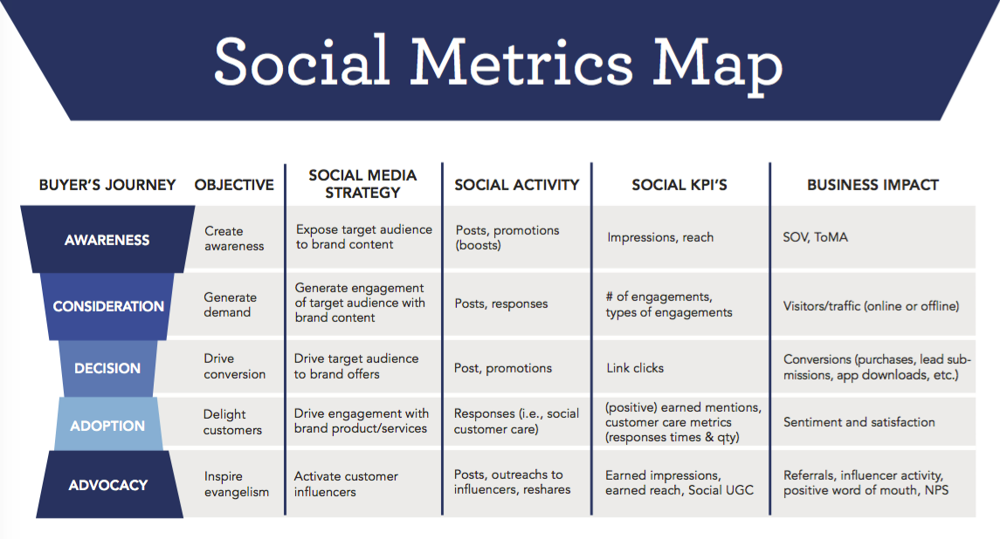 Social Metrics Map
BUYER'S JOURNEY
OBJECTIVE
SOCIAL MEDIA
STRATEGY
SOCIAL ACTIVITY
SOCIAL KPI'S
BUSINESS IMPACT
AWARENESS
Create
awareness
Expose target audience
to brand content
Posts, promotions
(boosts)
Impressions, reach
SOV, ToMA
CONSIDERATION
Generate
demand
Generate engagement
of target audience with
brand content
Posts, responses
# of engagements,
types of engagements
Visitors/traffic (online or offline)
DECISION
Drive
conversion
Drive target audience
to brand offers
Post, promotions
Link clicks
Conversions (purchases, lead sub-
missions, app downloads, etc.)
ADOPTION
Delight
customers
Drive engagement with
brand product/services
Responses (i.e., social
customer care)
(positive) earned mentions,
customer care metrics
(responses times & qty)
Sentiment and satisfaction
ADVOCACY
Inspire
evangelism
Activate customer
influencers
Posts, outreachs to
influencers, reshares
Earned impressions,
earned reach, Social UGC
Referrals, influencer activity,
positive word of mouth, NPS